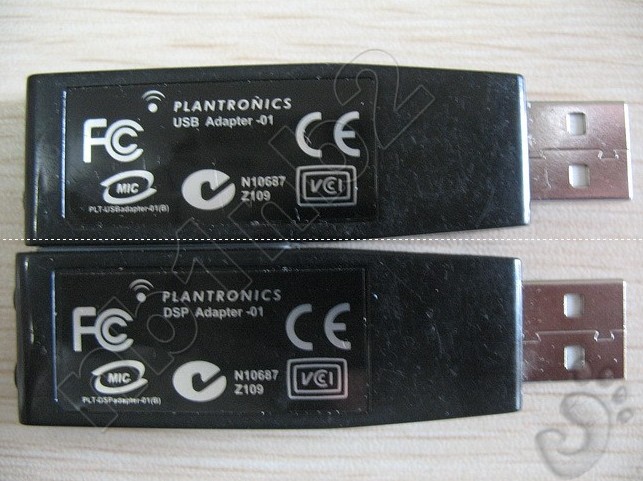 PLANTRONICS
USB Adapter -01
FC
CE
MIC
N10687
Z109
VCI
PLT-USBadapter-01(B)
PLANTRONICS
DSP Adapter -01
FC
CE
MIC
N10687
Z109
VCI
PLT-DSPadapter-01(B)